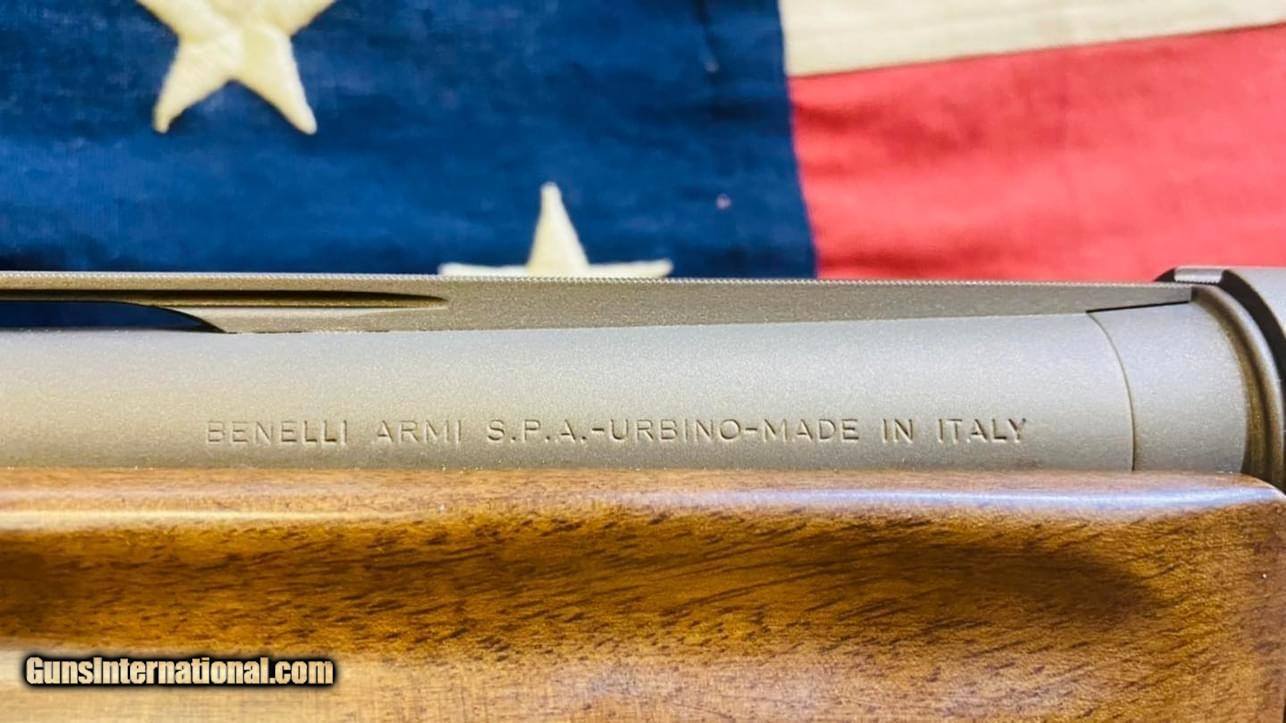 BENELLI ARMI S.P.A.-URBINO-MADE IN ITALY
GunsInternational.com